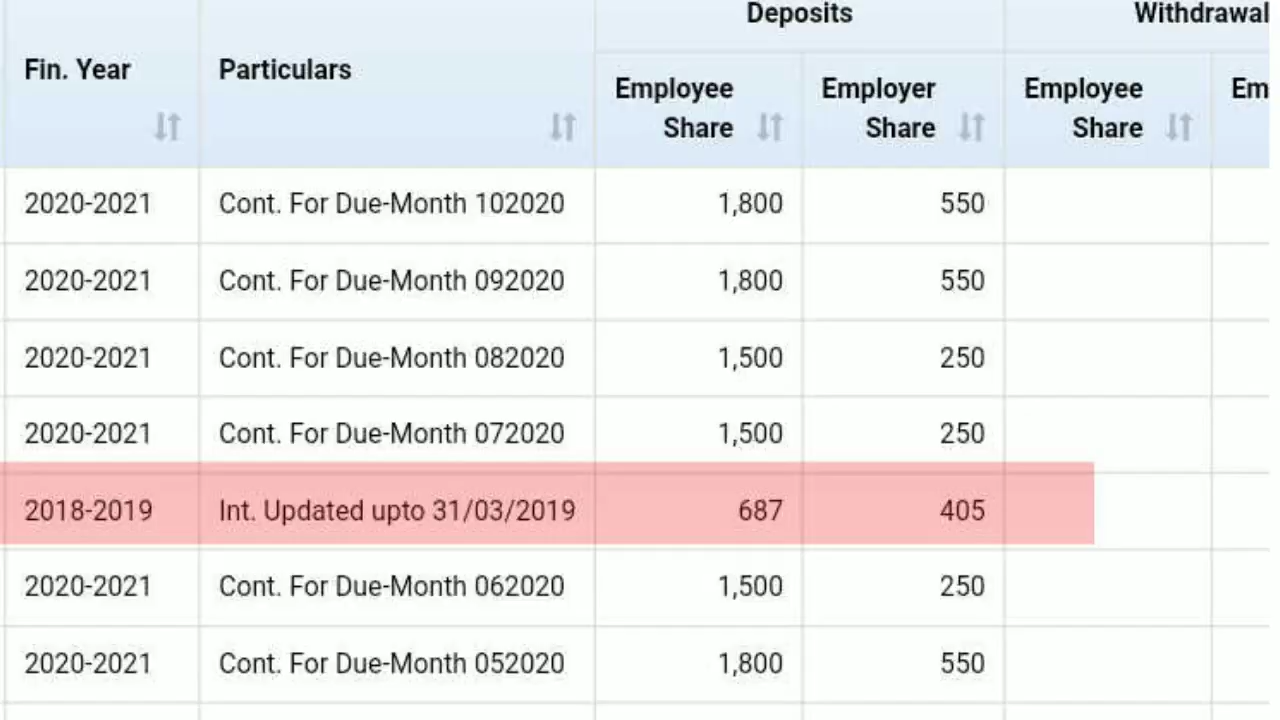 Deposits Withdrawal
Fin. Year Particulars Employee Share Employer Share Employee Share Em
2020-2021 Cont. For Due-Month 102020 1,800 550
2020-2021 Cont. For Due-Month 092020 1,800 550
2020-2021 Cont. For Due-Month 082020 1,500 250
2020-2021 Cont. For Due-Month 072020 1,500 250
2018-2019 Int. Updated upto 31/03/2019 687 405
2020-2021 Cont. For Due-Month 062020 1,500 250
2020-2021 Cont. For Due-Month 052020 1,800 550